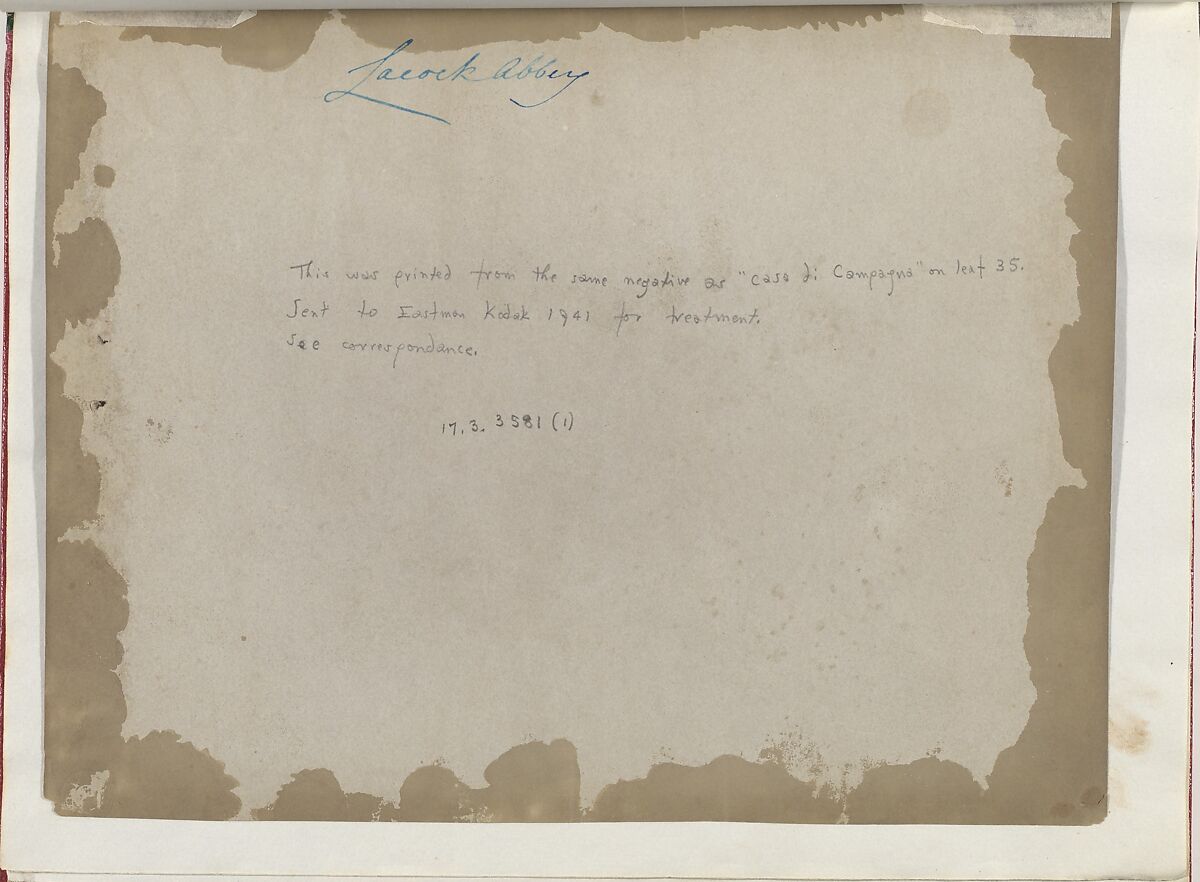 Lacock Abbey
This was printed from the same negative as "casa di Campagna" on leaf 35.
Sent to Eastman Kodak 1941 for treatment.
See correspondance.
17.3.3581(1)